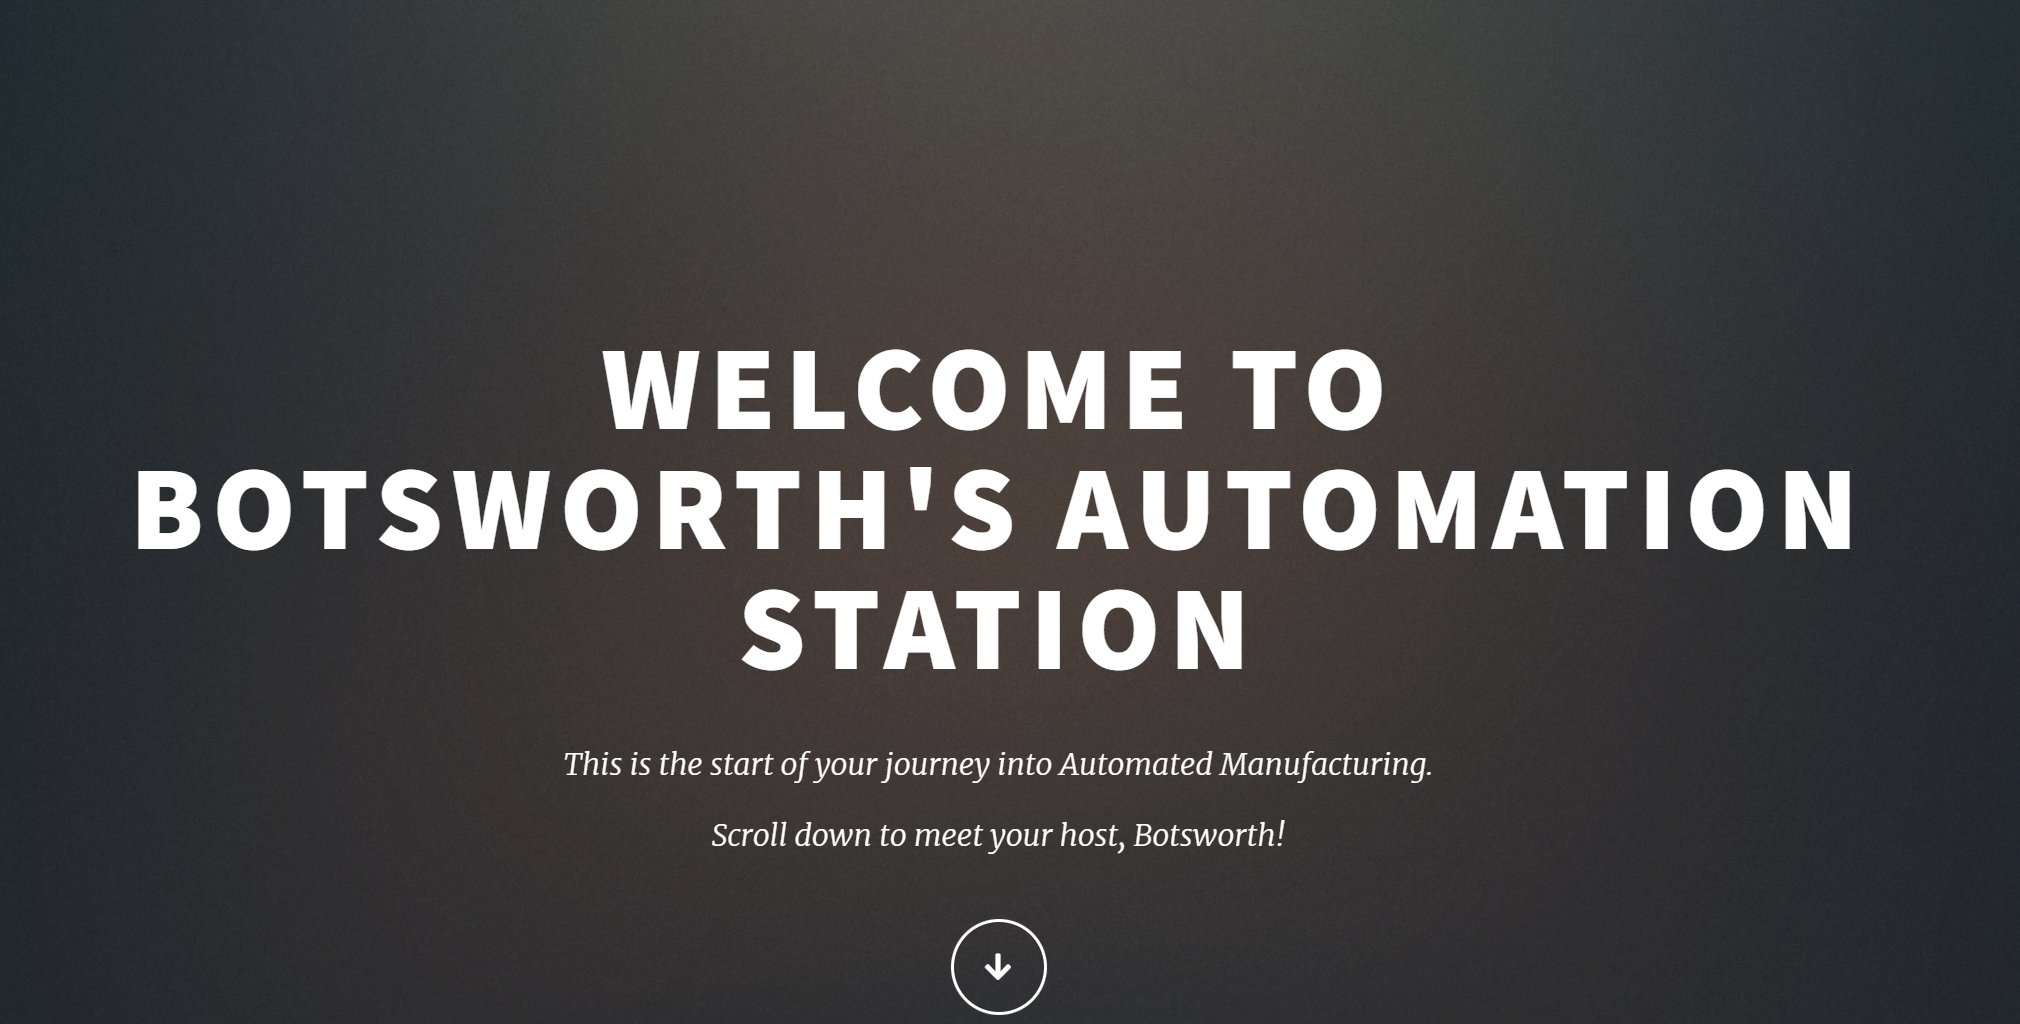 WELCOME TO
BOTSWORTH'S AUTOMATION
STATION
This is the start of your journey into Automated Manufacturing.
Scroll down to meet your host, Botsworth!